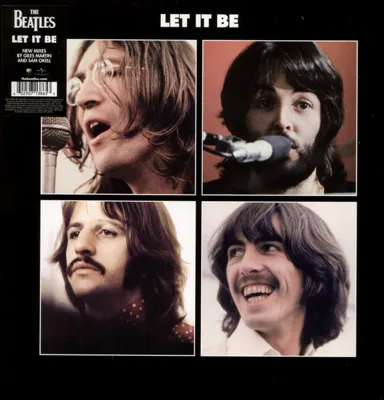 THE
BEATLES
LET IT BE
LET IT BE
NEW MIXES
BY GILES MARTIN
AND SAM OKELL
thebeatles.com